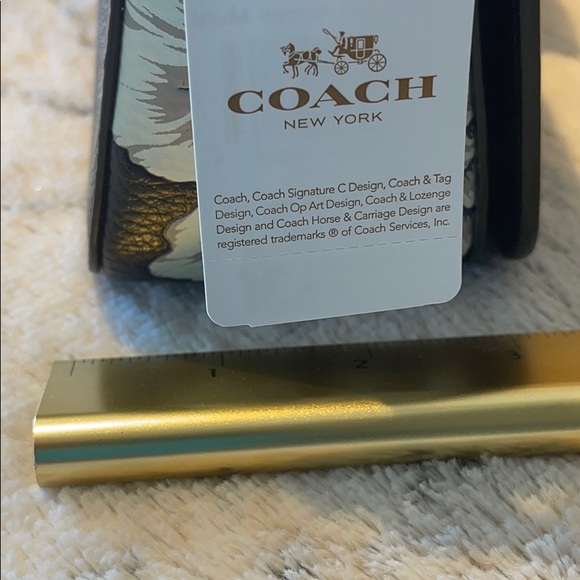 COACH
NEW YORK
Coach, Coach Signature C Design, Coach & Tag
Design, Coach Op Art Design, Coach & Lozenge
Design and Coach Horse & Carriage Design are
registered trademarks ® of Coach Services, Inc.
1 2 3